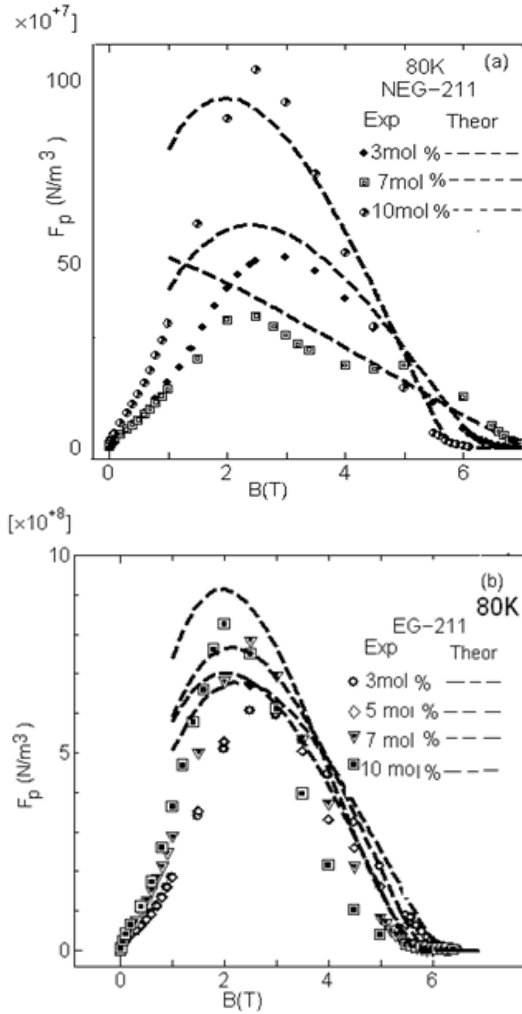 ×10⁺⁷
(a)
80K
NEG-211
Exp Theor
3mol %
7mol %
10mol %
100
50
0
Fₚ (N/m³)
0 2 4 6
B(T)
[×10⁺⁸]
(b)
80K
EG-211
Exp Theor
3mol %
5 mol %
7 mol %
10 mol %
10
5
0
Fₚ (N/m³)
0 2 4 6
B(T)